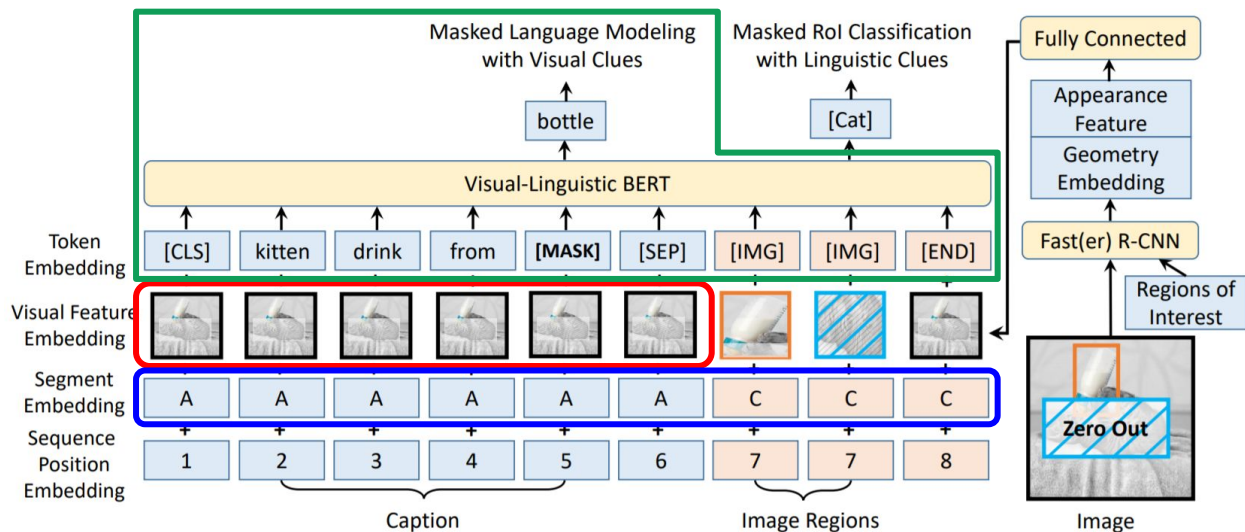 Masked Language Modeling
with Visual Clues
Masked RoI Classification
with Linguistic Clues
Fully Connected
bottle
[Cat]
Appearance
Feature
Geometry
Embedding
Visual-Linguistic BERT
Fast(er) R-CNN
Regions of
Interest
Token
Embedding
[CLS] kitten drink from [MASK] [SEP] [IMG] [IMG] [END]
Visual Feature
Embedding
Segment
Embedding
A A A A A A C C C
+ + + + + + + + +
Sequence
Position
Embedding
1 2 3 4 5 6 7 7 8
Zero Out
Caption
Image Regions
Image